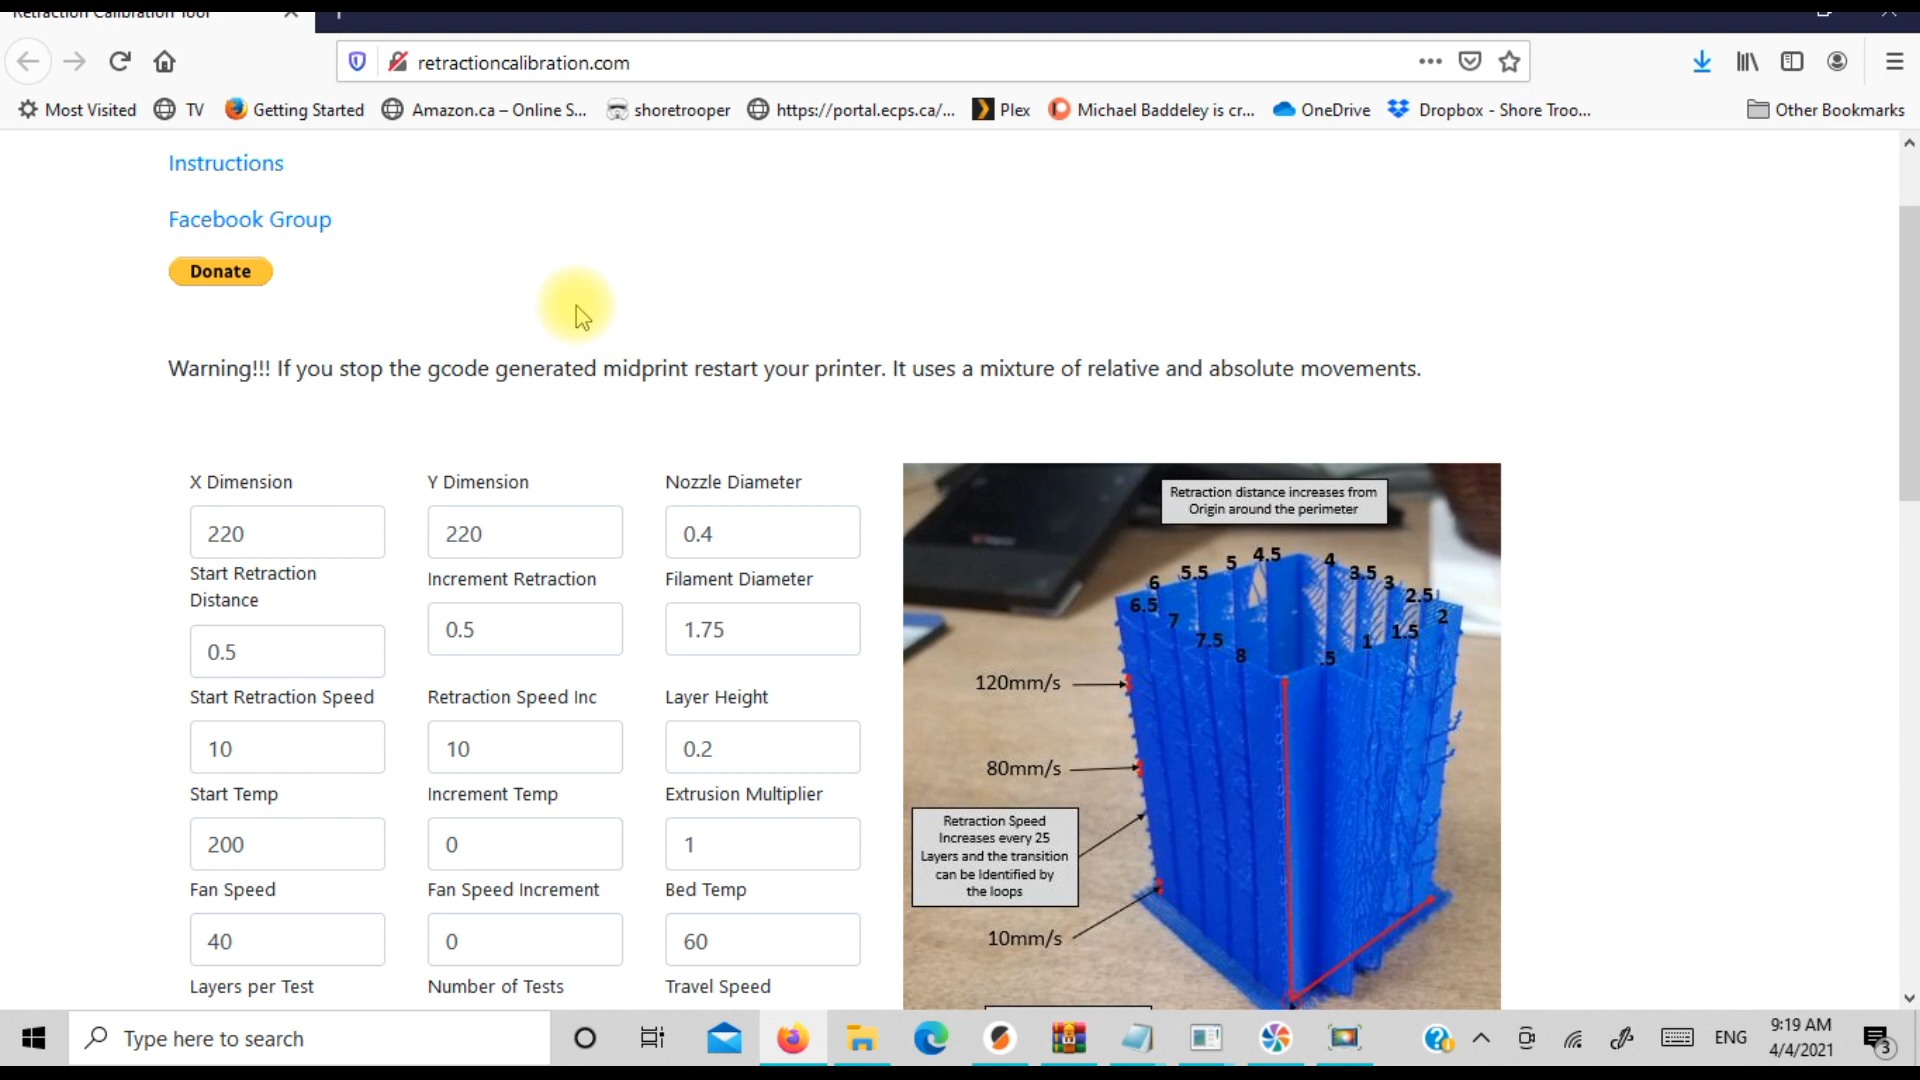 Retraction Calibration Tool
retractioncalibration.com
Most Visited
TV
Getting Started
Amazon.ca – Online S...
shoretrooper
https://portal.ecps.ca/...
Plex
Michael Baddeley is cr...
OneDrive
Dropbox - Shore Troo...
Other Bookmarks
Instructions
Facebook Group
Donate
Warning!!! If you stop the gcode generated midprint restart your printer. It uses a mixture of relative and absolute movements.
X Dimension
Y Dimension
Nozzle Diameter
220
220
0.4
Start Retraction
Distance
Increment Retraction
Filament Diameter
0.5
0.5
1.75
Start Retraction Speed
Retraction Speed Inc
Layer Height
10
10
0.2
Start Temp
Increment Temp
Extrusion Multiplier
200
0
1
Fan Speed
Fan Speed Increment
Bed Temp
40
0
60
Layers per Test
Number of Tests
Travel Speed
Retraction distance increases from
Origin around the perimeter
6
5.5
5
4.5
4
3.5
3
2.5
2
6.5
7
7.5
8
.5
1
1.5
120mm/s
80mm/s
Retraction Speed
Increases every 25
Layers and the transition
can be Identified by
the loops
10mm/s
Type here to search
ENG
9:19 AM
4/4/2021
3